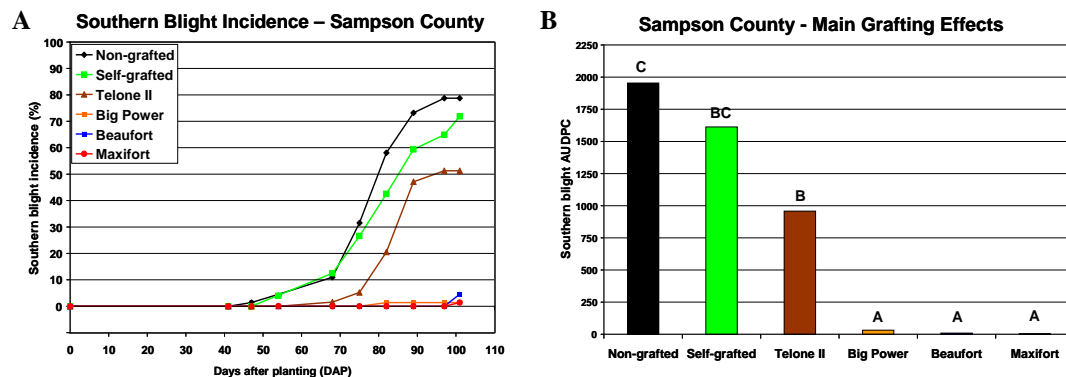 A
Southern Blight Incidence – Sampson County
Southern blight incidence (%)
100
90
80
70
60
50
40
30
20
10
0
Non-grafted
Self-grafted
Telone II
Big Power
Beaufort
Maxifort
0 10 20 30 40 50 60 70 80 90 100 110
Days after planting (DAP)
B
Sampson County - Main Grafting Effects
Southern blight AUDPC
2250
2000
1750
1500
1250
1000
750
500
250
0
C
BC
B
A
A
A
Non-grafted Self-grafted Telone II Big Power Beaufort Maxifort